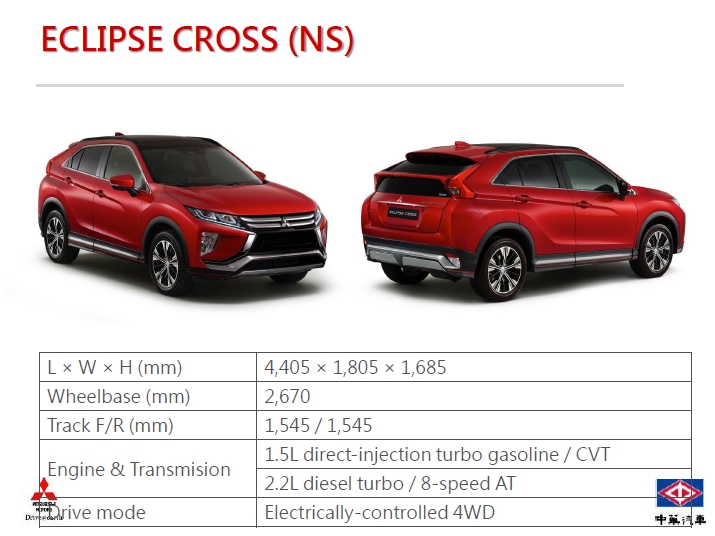 ECLIPSE CROSS (NS)
ECLIPSE CROSS
L × W × H (mm) 4,405 × 1,805 × 1,685
Wheelbase (mm) 2,670
Track F/R (mm) 1,545 / 1,545
Engine & Transmision 1.5L direct-injection turbo gasoline / CVT
2.2L diesel turbo / 8-speed AT
Drive mode Electrically-controlled 4WD
MITSUBISHI
MOTORS
Drive@earth
中華汽車